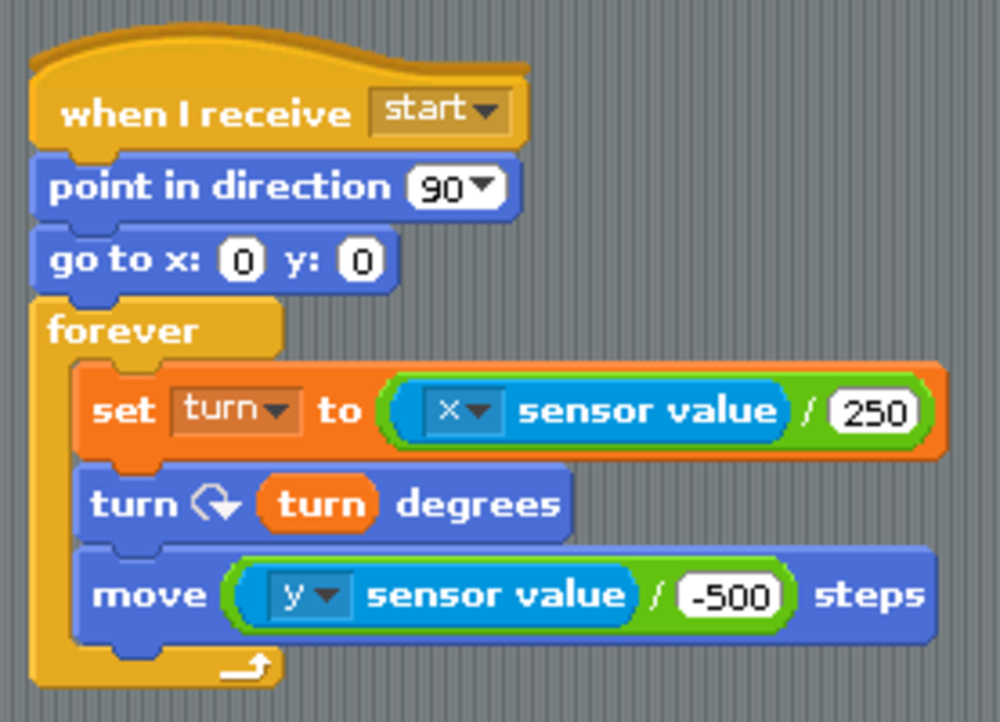 when I receive start
point in direction 90
go to x: 0 y: 0
forever
set turn to x sensor value / 250
turn turn degrees
move y sensor value / -500 steps